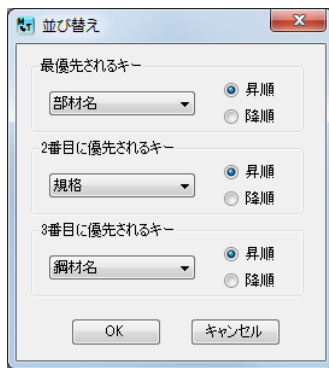 並び替え
最優先されるキー
部材名
昇順
降順
2番目に優先されるキー
規格
昇順
降順
3番目に優先されるキー
鋼材名
昇順
降順
OK
キャンセル